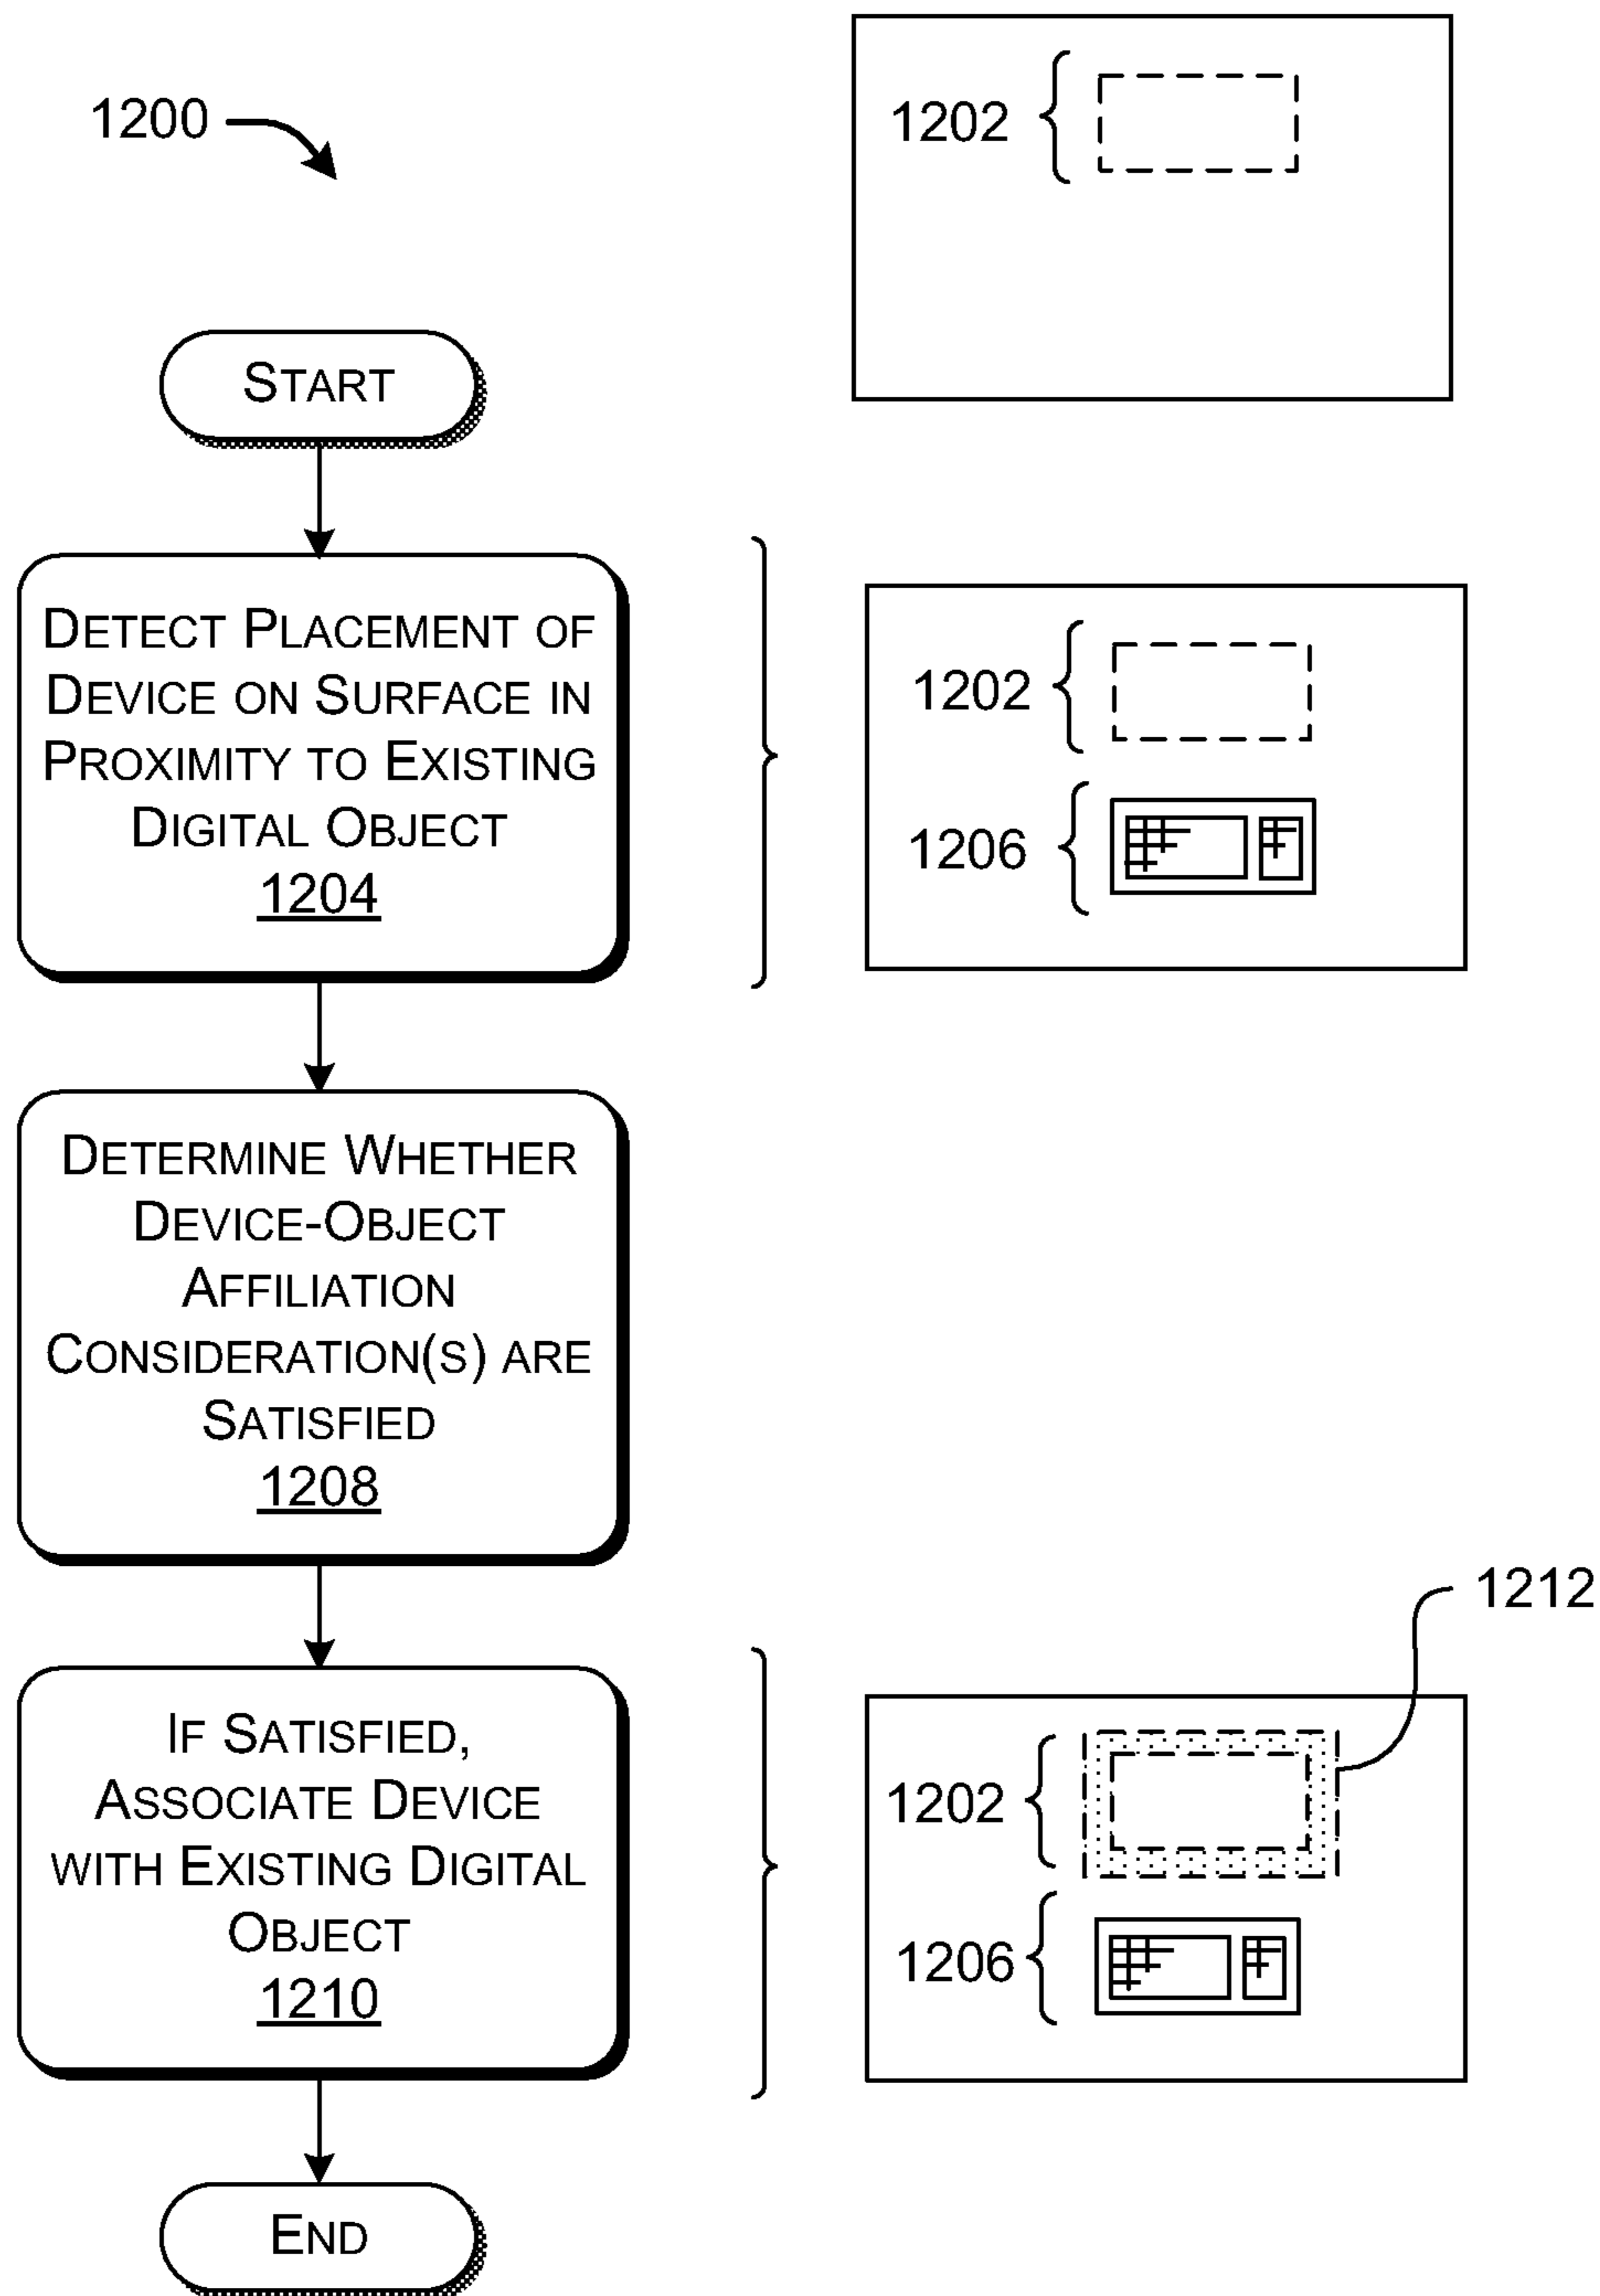 1200
1202
START
DETECT PLACEMENT OF
DEVICE ON SURFACE IN
PROXIMITY TO EXISTING
DIGITAL OBJECT
1204
1202
1206
DETERMINE WHETHER
DEVICE-OBJECT
AFFILIATION
CONSIDERATION(S) ARE
SATISFIED
1208
IF SATISFIED,
ASSOCIATE DEVICE
WITH EXISTING DIGITAL
OBJECT
1210
1212
1202
1206
END